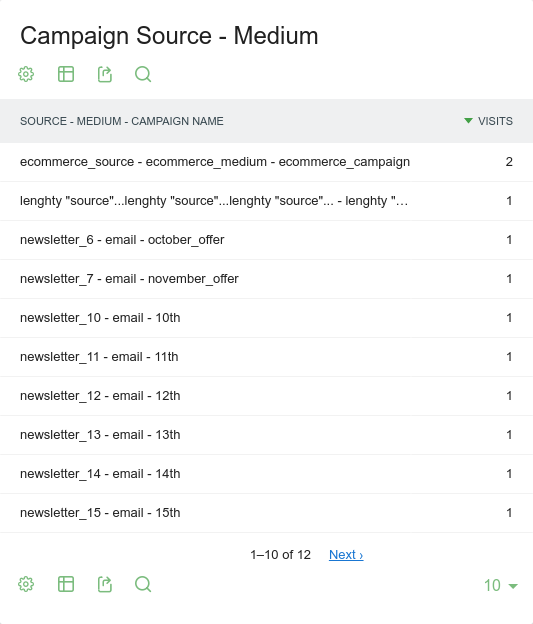 Campaign Source - Medium
SOURCE - MEDIUM - CAMPAIGN NAME VISITS
ecommerce_source - ecommerce_medium - ecommerce_campaign 2
lenghty "source"...lenghty "source"...lenghty "source"... - lenghty "… 1
newsletter_6 - email - october_offer 1
newsletter_7 - email - november_offer 1
newsletter_10 - email - 10th 1
newsletter_11 - email - 11th 1
newsletter_12 - email - 12th 1
newsletter_13 - email - 13th 1
newsletter_14 - email - 14th 1
newsletter_15 - email - 15th 1
1–10 of 12 Next ›
10